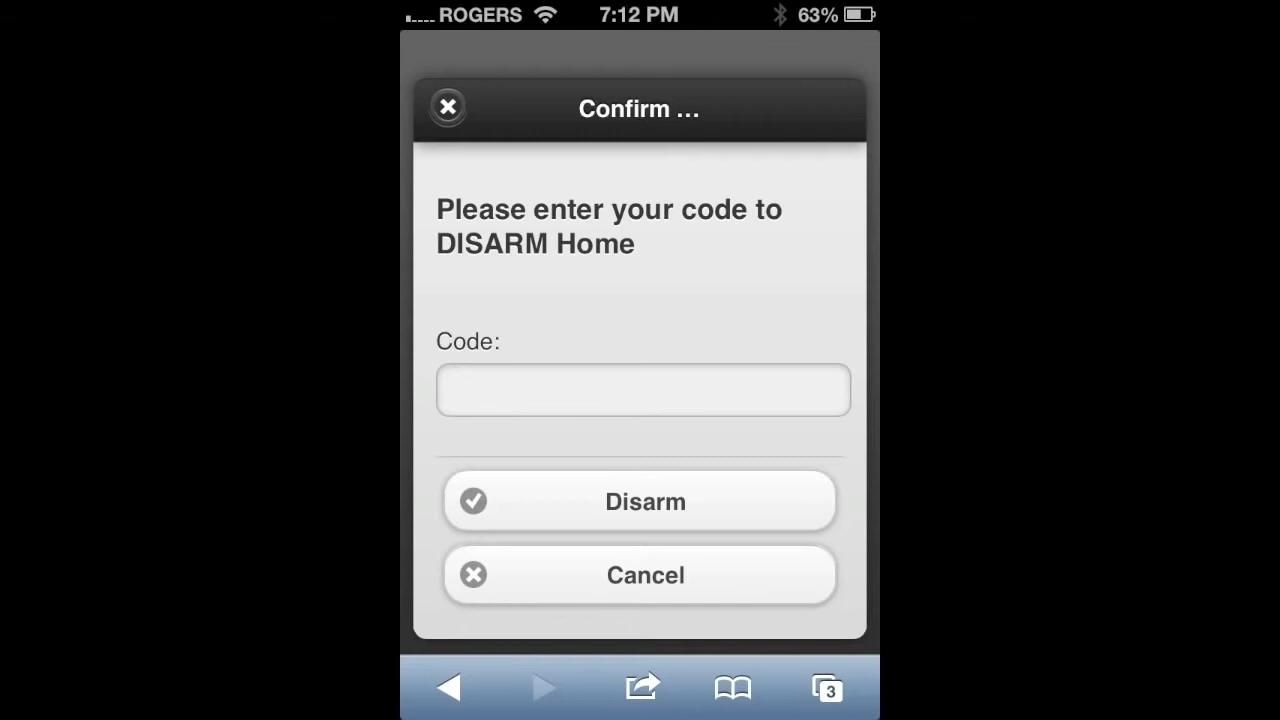 ROGERS 7:12 PM 63%
Confirm ...
Please enter your code to
DISARM Home
Code:
Disarm
Cancel
3